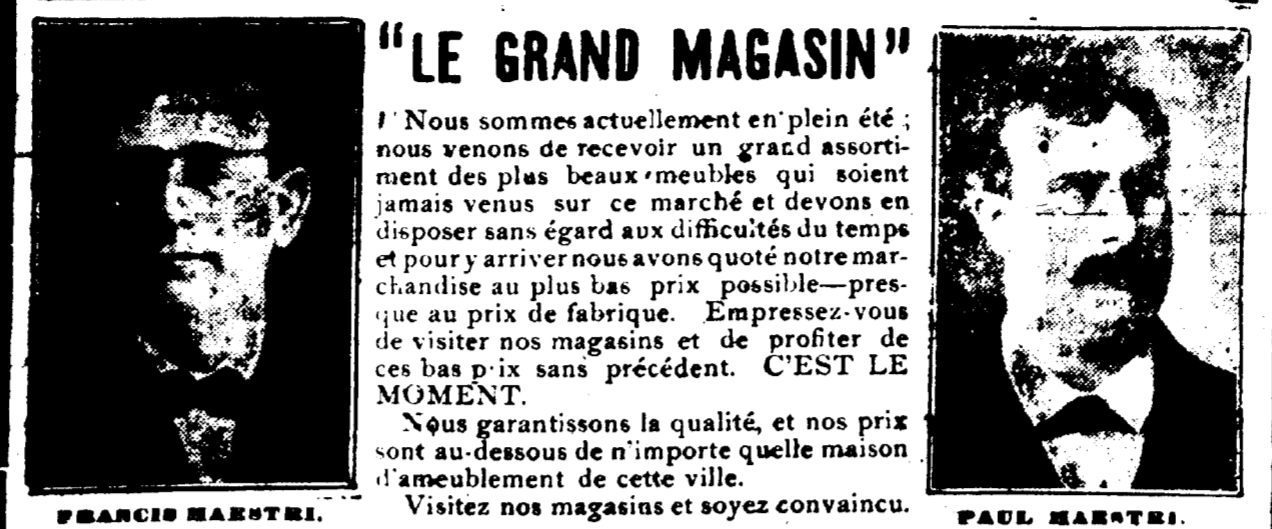 "LE GRAND MAGASIN"
Nous sommes actuellement en plein été ;
nous venons de recevoir un grand assorti-
ment des plus beaux meubles qui soient
jamais venus sur ce marché et devons en
disposer sans égard aux difficultés du temps
et pour y arriver nous avons quoté notre mar-
chandise au plus bas prix possible—pres-
que au prix de fabrique. Empressez-vous
de visiter nos magasins et de profiter de
ces bas prix sans précédent. C'EST LE
MOMENT.
Nous garantissons la qualité, et nos prix
sont au-dessous de n'importe quelle maison
d'ameublement de cette ville.
Visitez nos magasins et soyez convaincu.
FRANCIS MAESTRI.
PAUL MAESTRI.